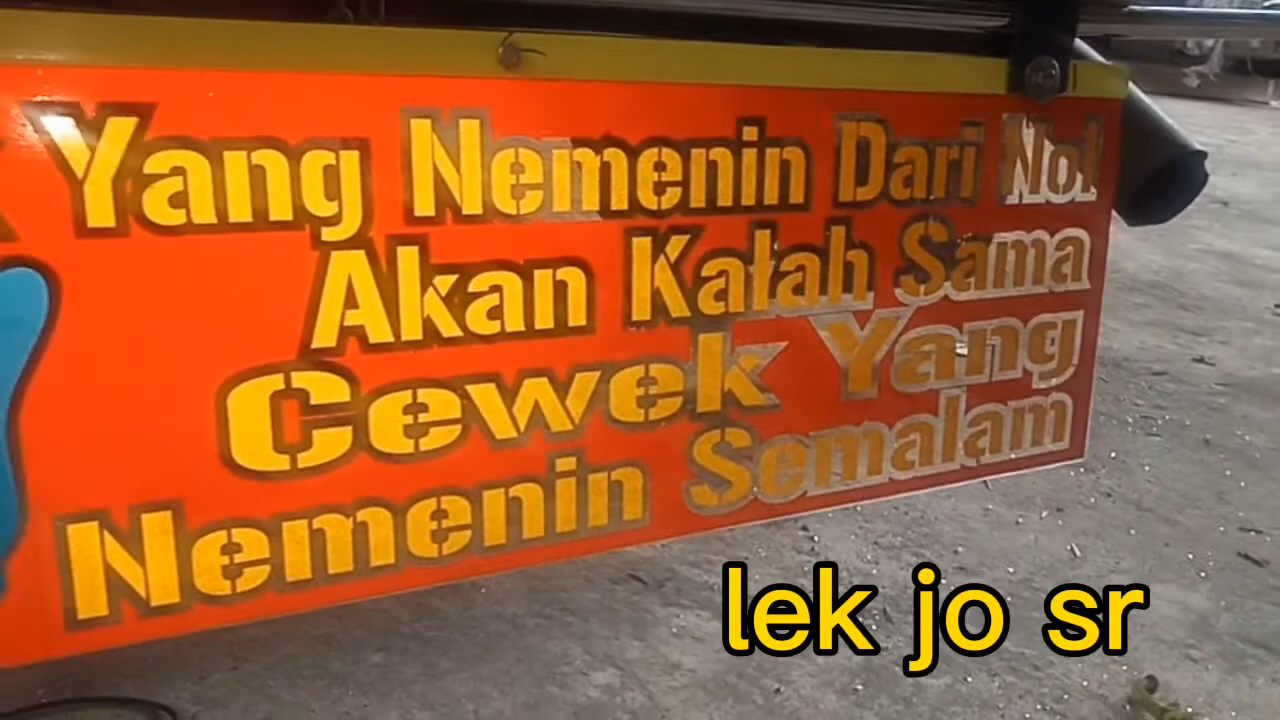 Yang Nemenin Dari Nol
Akan Kalah Sama
Cewek Yang
Nemenin Semalam
lek jo sr